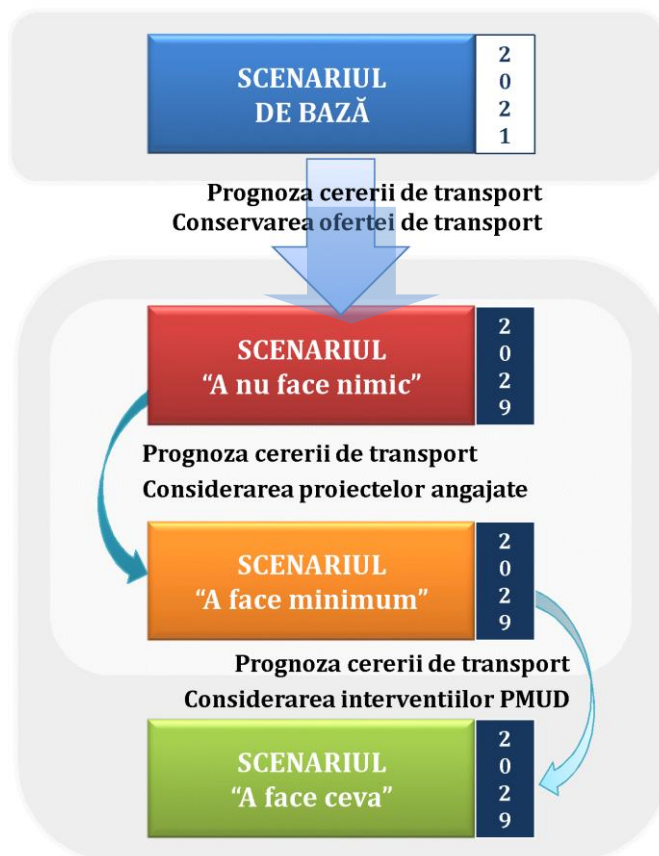 SCENARIUL
DE BAZĂ
2
0
2
1
Prognoza cererii de transport
Conservarea ofertei de transport
SCENARIUL
“A nu face nimic”
2
0
2
9
Prognoza cererii de transport
Considerarea proiectelor angajate
SCENARIUL
“A face minimum”
2
0
2
9
Prognoza cererii de transport
Considerarea interventiilor PMUD
SCENARIUL
“A face ceva”
2
0
2
9